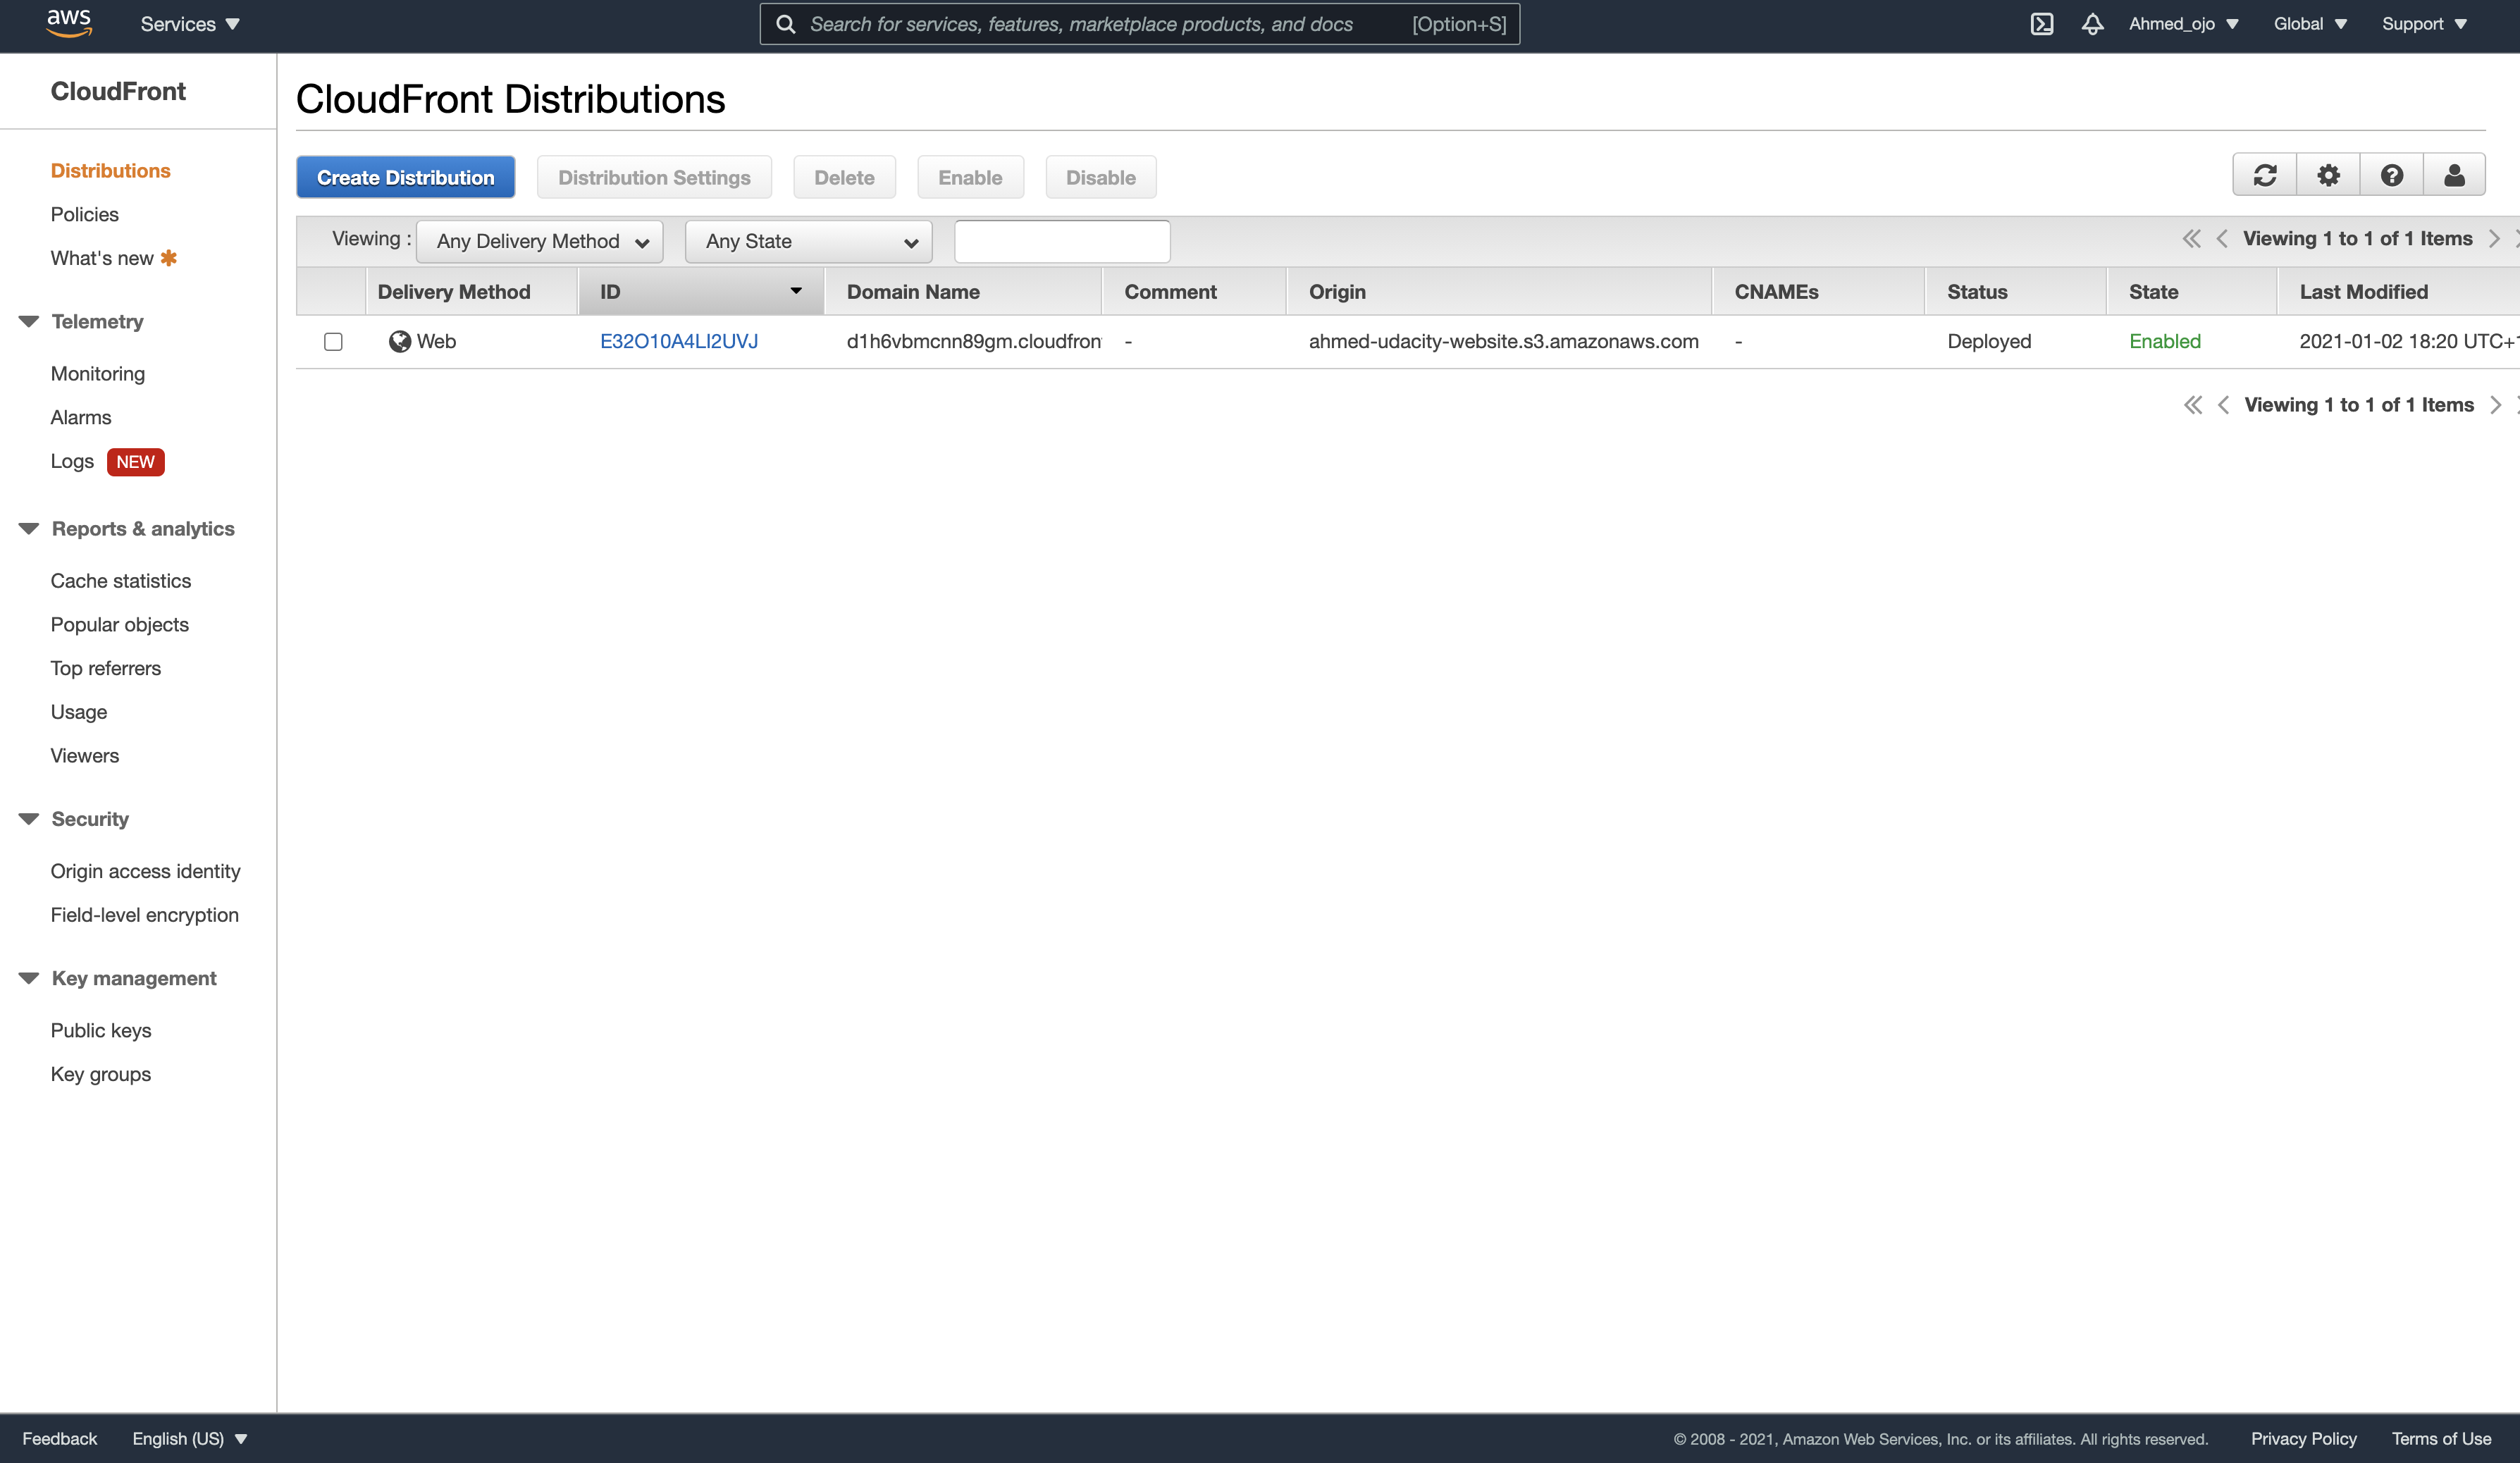 aws
Services
Search for services, features, marketplace products, and docs [Option+S]
Ahmed_ojo
Global
Support
CloudFront
Distributions
Policies
What's new
Telemetry
Monitoring
Alarms
Logs NEW
Reports & analytics
Cache statistics
Popular objects
Top referrers
Usage
Viewers
Security
Origin access identity
Field-level encryption
Key management
Public keys
Key groups
CloudFront Distributions
Create Distribution Distribution Settings Delete Enable Disable
Viewing : Any Delivery Method Any State Viewing 1 to 1 of 1 Items
Delivery Method ID Domain Name Comment Origin CNAMEs Status State Last Modified
Web E32O10A4LI2UVJ d1h6vbmcnn89gm.cloudfron - ahmed-udacity-website.s3.amazonaws.com - Deployed Enabled 2021-01-02 18:20 UTC+
Viewing 1 to 1 of 1 Items
Feedback English (US) © 2008 - 2021, Amazon Web Services, Inc. or its affiliates. All rights reserved. Privacy Policy Terms of Use